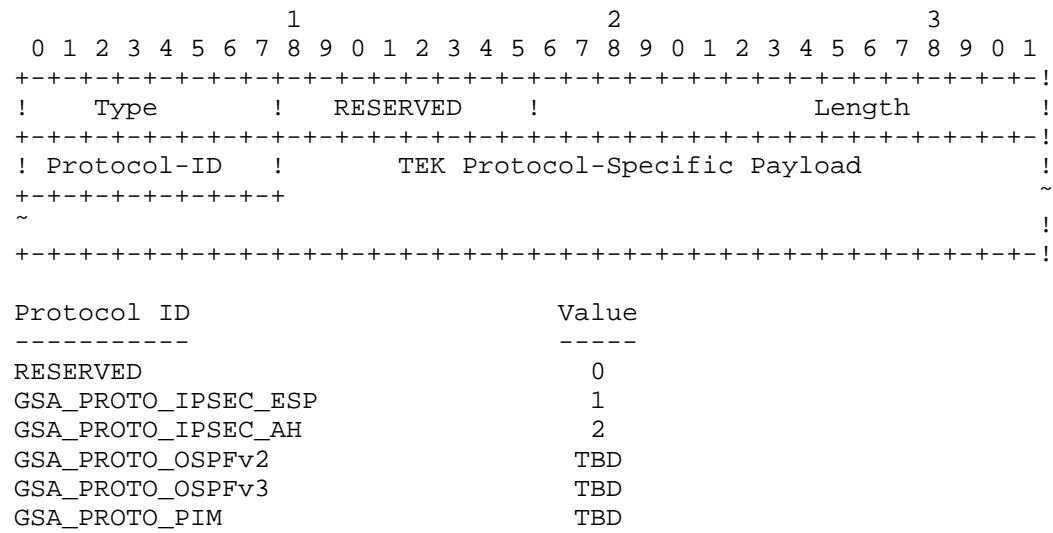 1                   2                   3
 0 1 2 3 4 5 6 7 8 9 0 1 2 3 4 5 6 7 8 9 0 1 2 3 4 5 6 7 8 9 0 1
+-+-+-+-+-+-+-+-+-+-+-+-+-+-+-+-+-+-+-+-+-+-+-+-+-+-+-+-+-+-+-+-!
!    Type       !   RESERVED    !                 Length        !
+-+-+-+-+-+-+-+-+-+-+-+-+-+-+-+-+-+-+-+-+-+-+-+-+-+-+-+-+-+-+-+-!
! Protocol-ID   !       TEK Protocol-Specific Payload           !
+-+-+-+-+-+-+-+-+                                               ~
~                                                               !
+-+-+-+-+-+-+-+-+-+-+-+-+-+-+-+-+-+-+-+-+-+-+-+-+-+-+-+-+-+-+-+-!
Protocol ID                       Value
-----------                       -----
RESERVED                            0
GSA_PROTO_IPSEC_ESP                 1
GSA_PROTO_IPSEC_AH                  2
GSA_PROTO_OSPFv2                   TBD
GSA_PROTO_OSPFv3                   TBD
GSA_PROTO_PIM                      TBD